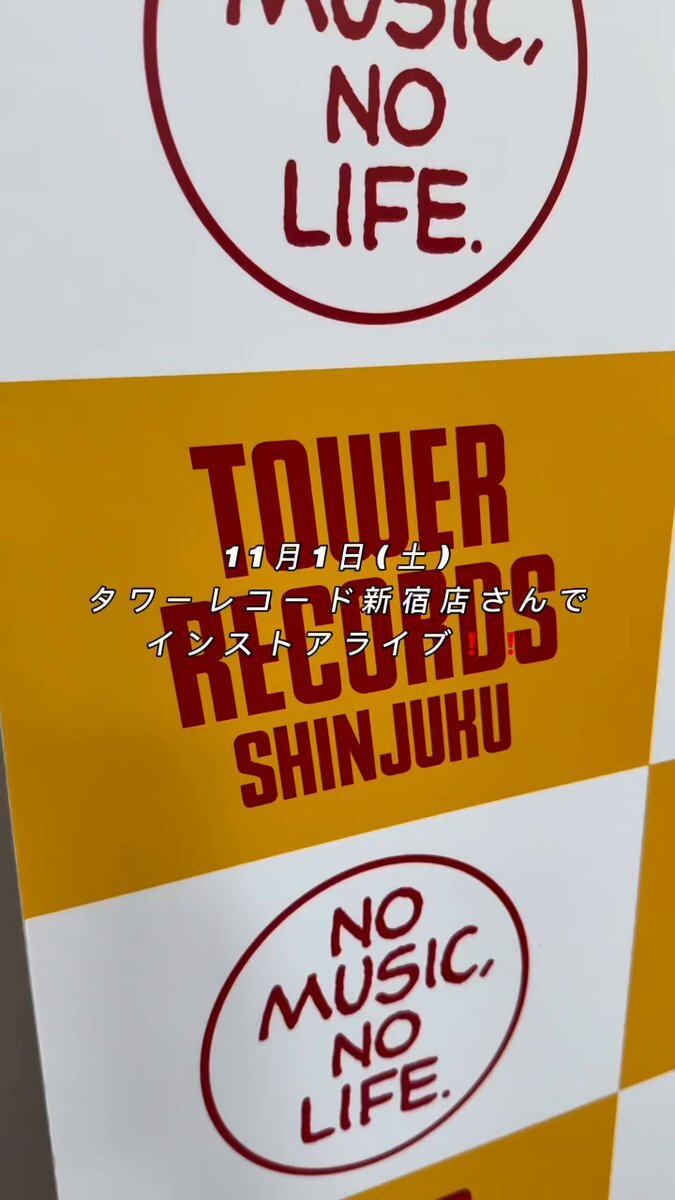 MUSIC,
NO
LIFE.
TOWER
RECORDS
SHINJUKU
11月1日(土)
タワーレコード新宿店さんで
インストアライブ‼️
NO
MUSIC,
NO
LIFE.